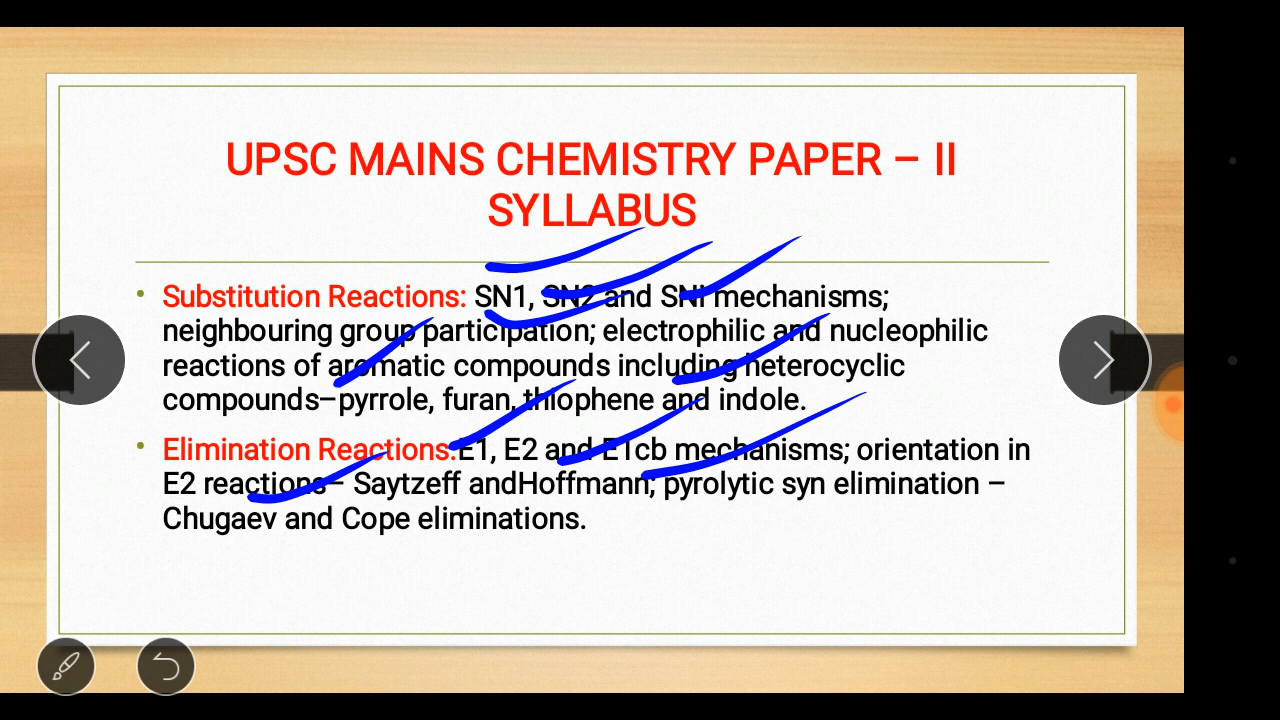 UPSC MAINS CHEMISTRY PAPER – II
SYLLABUS
• Substitution Reactions: SN1, SN2 and SNi mechanisms;
neighbouring group participation; electrophilic and nucleophilic
reactions of aromatic compounds including heterocyclic
compounds–pyrrole, furan, thiophene and indole.
• Elimination Reactions:E1, E2 and E1cb mechanisms; orientation in
E2 reactions– Saytzeff andHoffmann; pyrolytic syn elimination –
Chugaev and Cope eliminations.